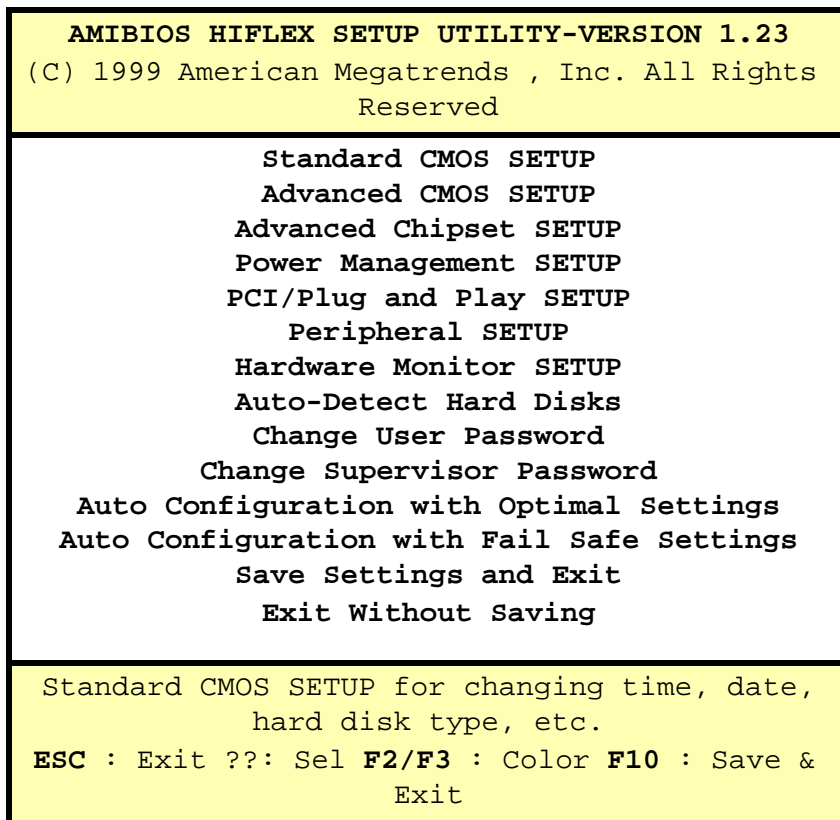 AMIBIOS HIFLEX SETUP UTILITY-VERSION 1.23
(C) 1999 American Megatrends , Inc. All Rights
Reserved
Standard CMOS SETUP
Advanced CMOS SETUP
Advanced Chipset SETUP
Power Management SETUP
PCI/Plug and Play SETUP
Peripheral SETUP
Hardware Monitor SETUP
Auto-Detect Hard Disks
Change User Password
Change Supervisor Password
Auto Configuration with Optimal Settings
Auto Configuration with Fail Safe Settings
Save Settings and Exit
Exit Without Saving
Standard CMOS SETUP for changing time, date,
hard disk type, etc.
ESC : Exit ??: Sel F2/F3 : Color F10 : Save &
Exit